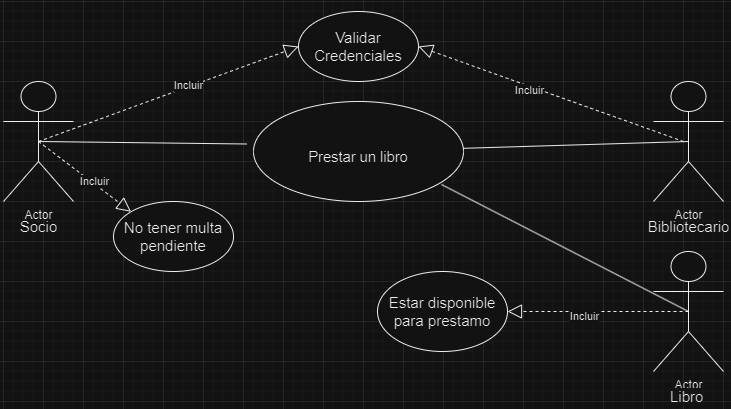 Validar
Credenciales
Incluir
Incluir
Prestar un libro
Incluir
Actor
Socio
No tener multa
pendiente
Actor
Bibliotecario
Estar disponible
para prestamo
Incluir
Actor
Libro